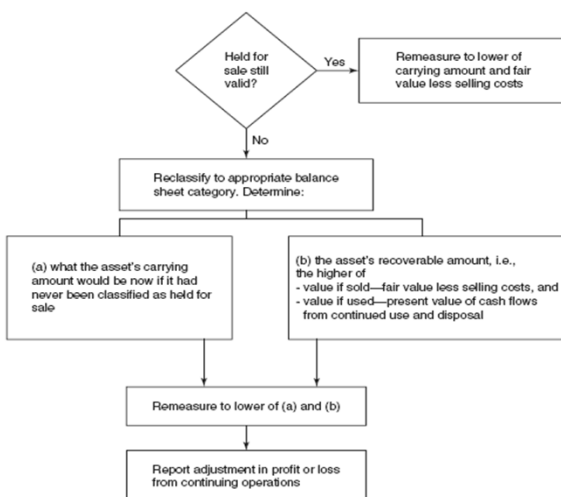 Held for
sale still
valid?
Yes
Remeasure to lower of
carrying amount and fair
value less selling costs
No
Reclassify to appropriate balance
sheet category. Determine:
(a) what the asset's carrying
amount would be now if it had
never been classified as held for
sale
(b) the asset's recoverable amount, i.e.,
the higher of
- value if sold—fair value less selling costs, and
- value if used—present value of cash flows
from continued use and disposal
Remeasure to lower of (a) and (b)
Report adjustment in profit or loss
from continuing operations